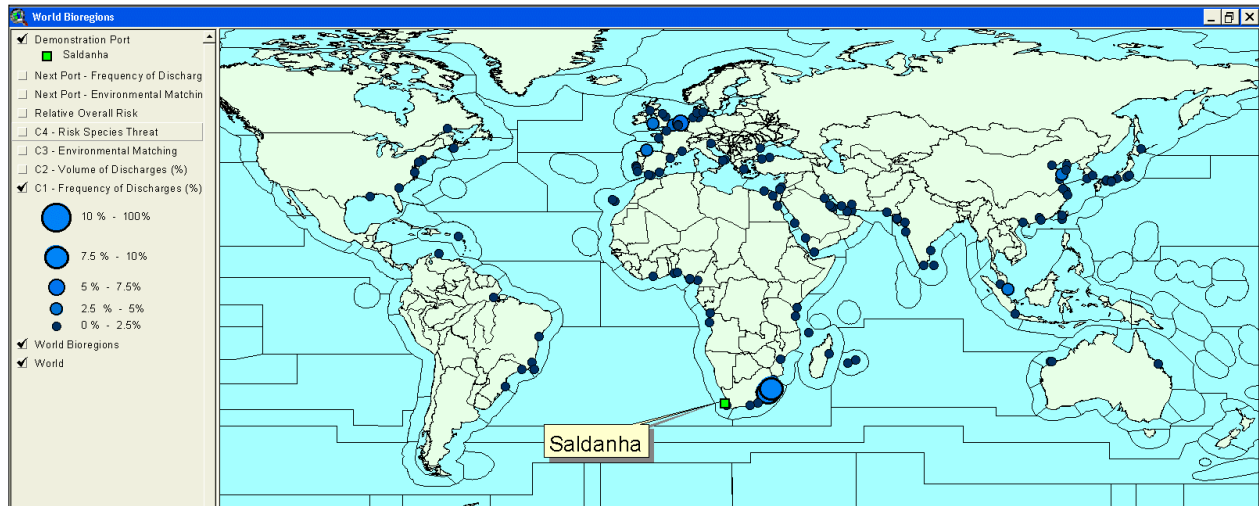 World Bioregions
Demonstration Port
Saldanha
Next Port - Frequency of Discharg
Next Port - Environmental Matchin
Relative Overall Risk
C4 - Risk Species Threat
C3 - Environmental Matching
C2 - Volume of Discharges (%)
C1 - Frequency of Discharges (%)
10 % - 100%
7.5 % - 10%
5 % - 7.5%
2.5 % - 5%
0 % - 2.5%
World Bioregions
World
Saldanha